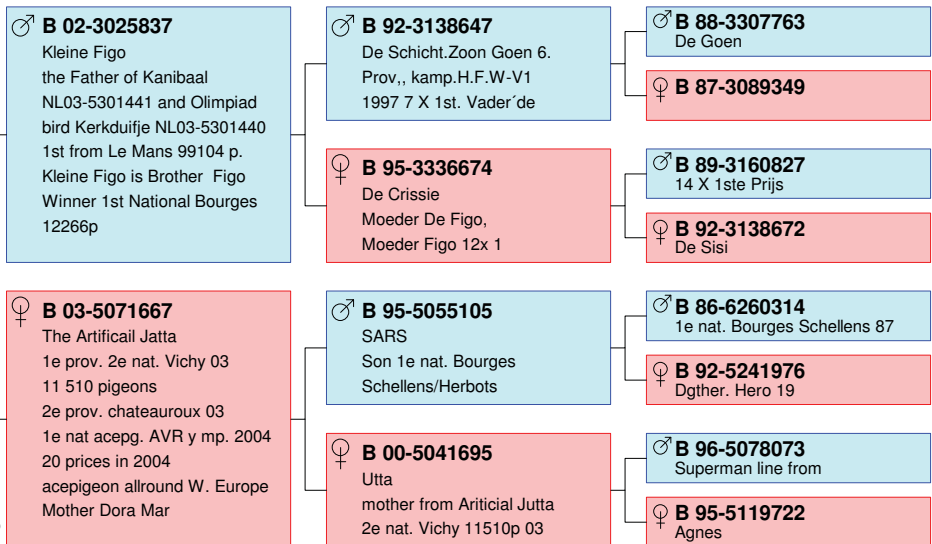 B 02-3025837
Kleine Figo
the Father of Kanibaal
NL03-5301441 and Olimpiad
bird Kerkduifje NL03-5301440
1st from Le Mans 99104 p.
Kleine Figo is Brother Figo
Winner 1st National Bourges
12266p
B 03-5071667
The Artificail Jatta
1e prov. 2e nat. Vichy 03
11 510 pigeons
2e prov. chateauroux 03
1e nat acepg. AVR y mp. 2004
20 prices in 2004
acepigeon allround W. Europe
Mother Dora Mar
B 92-3138647
De Schicht.Zoon Goen 6.
Prov,, kamp.H.F.W-V1
1997 7 X 1st. Vader´de
B 95-3336674
De Crissie
Moeder De Figo,
Moeder Figo 12x 1
B 95-5055105
SARS
Son 1e nat. Bourges
Schellens/Herbots
B 00-5041695
Utta
mother from Ariticial Jutta
2e nat. Vichy 11510p 03
B 88-3307763
De Goen
B 87-3089349
B 89-3160827
14 X 1ste Prijs
B 92-3138672
De Sisi
B 86-6260314
1e nat. Bourges Schellens 87
B 92-5241976
Dgther. Hero 19
B 96-5078073
Superman line from
B 95-5119722
Agnes